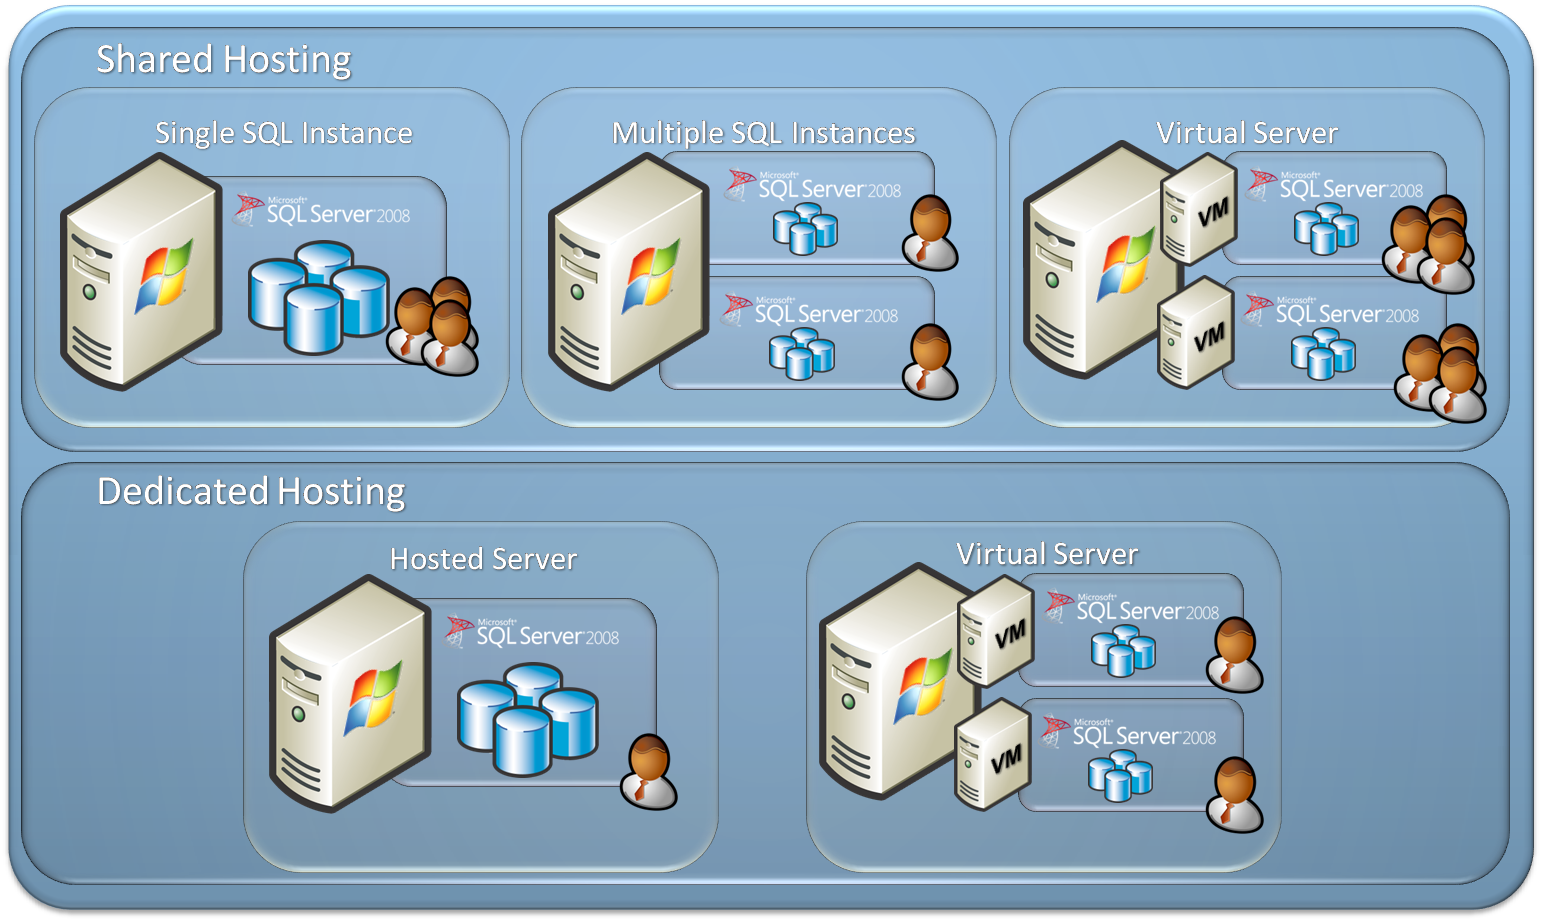 Shared Hosting
Single SQL Instance
Microsoft®
SQL Server® 2008
Multiple SQL Instances
Microsoft®
SQL Server® 2008
Microsoft®
SQL Server® 2008
Virtual Server
VM
Microsoft®
SQL Server® 2008
VM
Microsoft®
SQL Server® 2008
Dedicated Hosting
Hosted Server
Microsoft®
SQL Server® 2008
Virtual Server
VM
Microsoft®
SQL Server® 2008
VM
Microsoft®
SQL Server® 2008